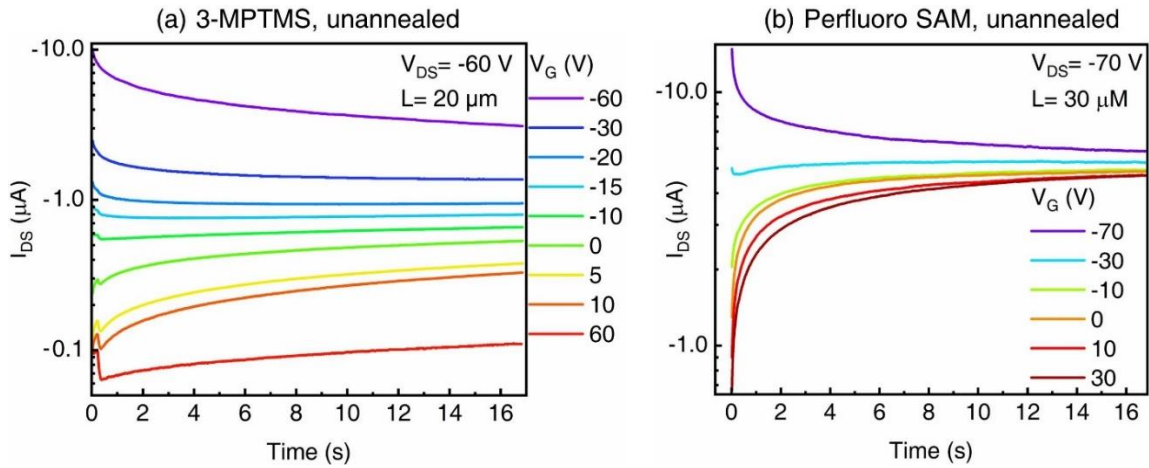 (a) 3-MPTMS, unannealed
-10.0
-1.0
-0.1
I_DS (μA)
V_DS= -60 V
L= 20 μm
V_G (V)
-60
-30
-20
-15
-10
0
5
10
60
0 2 4 6 8 10 12 14 16
Time (s)
(b) Perfluoro SAM, unannealed
-10.0
-1.0
I_DS (μA)
V_DS= -70 V
L= 30 μM
V_G (V)
-70
-30
-10
0
10
30
0 2 4 6 8 10 12 14 16
Time (s)